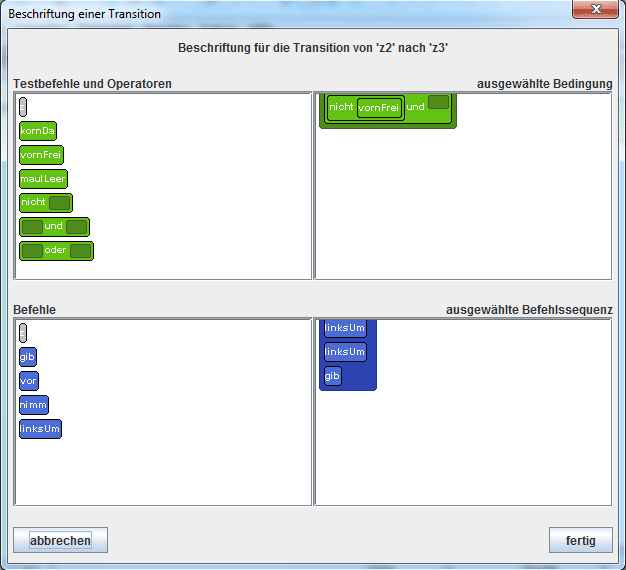 Beschriftung einer Transition
Beschriftung für die Transition von 'z2' nach 'z3'
Testbefehle und Operatoren
kornDa
vornFrei
maulLeer
nicht
und
oder
ausgewählte Bedingung
nicht vornFrei und
Befehle
gib
vor
nimm
linksUm
ausgewählte Befehlssequenz
linksUm
linksUm
gib
abbrechen
fertig